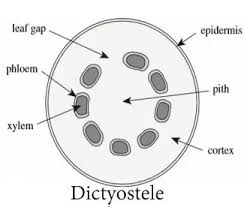 leaf gap
epidermis
phloem
pith
xylem
cortex
Dictyostele